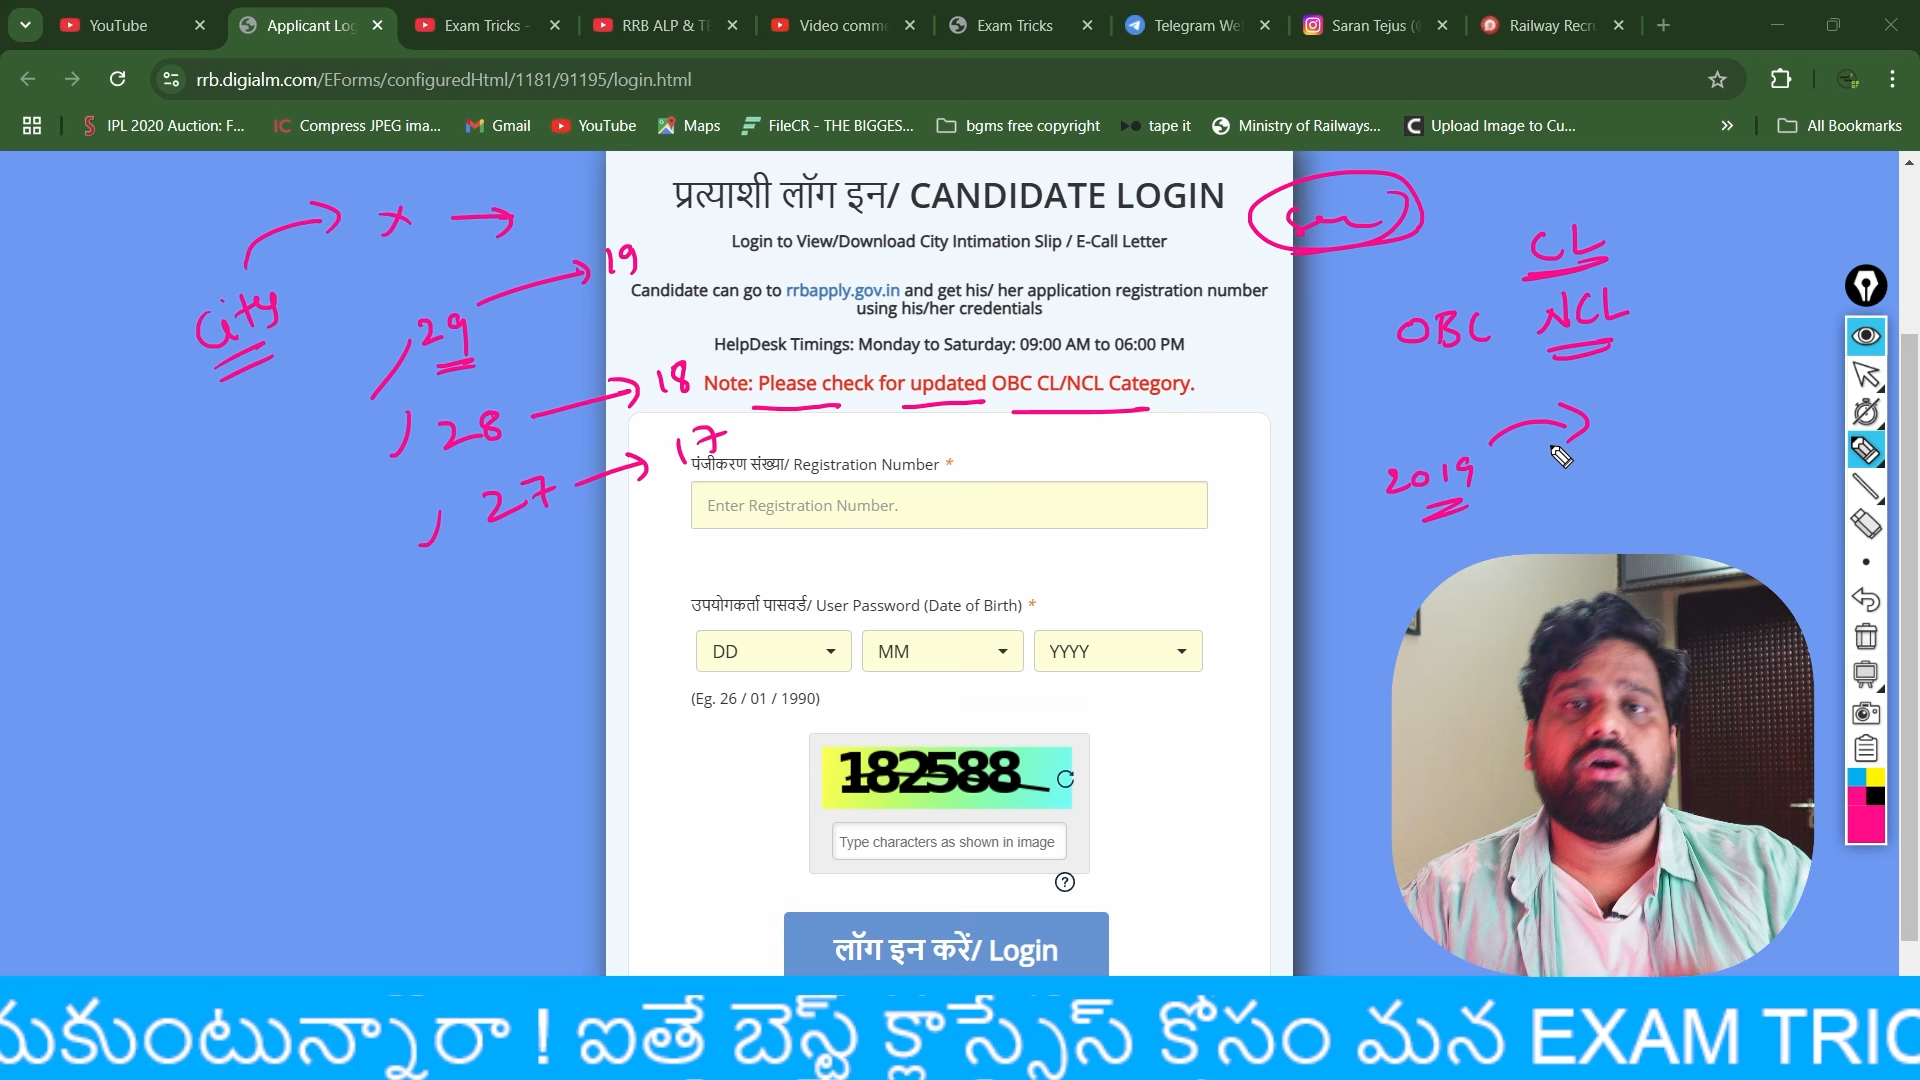 YouTube
Applicant Log
Exam Tricks -
RRB ALP & TE
Video comme
Exam Tricks
Telegram We
Saran Tejus (
Railway Recru
rrb.digialm.com/EForms/configuredHtml/1181/91195/login.html
IPL 2020 Auction: F...
Compress JPEG ima...
Gmail
YouTube
Maps
FileCR - THE BIGGES...
bgms free copyright
tape it
Ministry of Railways...
Upload Image to Cu...
All Bookmarks
प्रत्याशी लॉग इन/ CANDIDATE LOGIN
Login to View/Download City Intimation Slip / E-Call Letter
Candidate can go to rrbapply.gov.in and get his/ her application registration number
using his/her credentials
HelpDesk Timings: Monday to Saturday: 09:00 AM to 06:00 PM
Note: Please check for updated OBC CL/NCL Category.
पंजीकरण संख्या/ Registration Number *
Enter Registration Number.
उपयोगकर्ता पासवर्ड/ User Password (Date of Birth) *
DD
MM
YYYY
(Eg. 26 / 01 / 1990)
182588
Type characters as shown in image
लॉग इन करें/ Login
City
x
29
19
28
18
27
17
CL
OBC NCL
2019
నుకుంటున్నారా ! ఐతే బెస్ట్ క్లాస్సేస్ కోసం మన EXAM TRIC